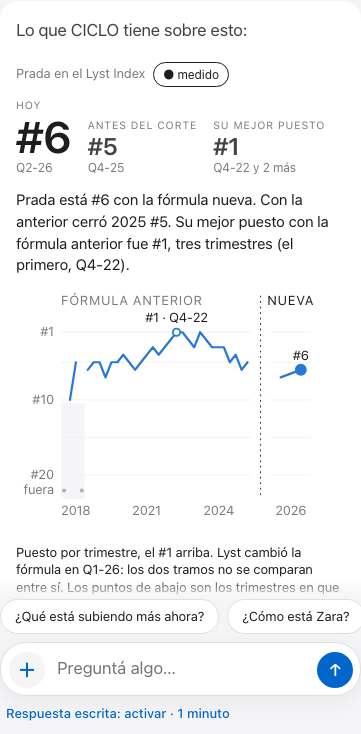 Lo que CICLO tiene sobre esto:
Prada en el Lyst Index ● medido
HOY
#6
Q2-26
ANTES DEL CORTE
#5
Q4-25
SU MEJOR PUESTO
#1
Q4-22 y 2 más
Prada está #6 con la fórmula nueva. Con la
anterior cerró 2025 #5. Su mejor puesto con la
fórmula anterior fue #1, tres trimestres (el
primero, Q4-22).
FÓRMULA ANTERIOR
NUEVA
#1 · Q4-22
#1
#6
#10
#20
fuera
2018 2021 2024 2026
Puesto por trimestre, el #1 arriba. Lyst cambió la
fórmula en Q1-26: los dos tramos no se comparan
entre sí. Los puntos de abajo son los trimestres en que
¿Qué está subiendo más ahora?
¿Cómo está Zara?
Preguntá algo...
Respuesta escrita: activar · 1 minuto